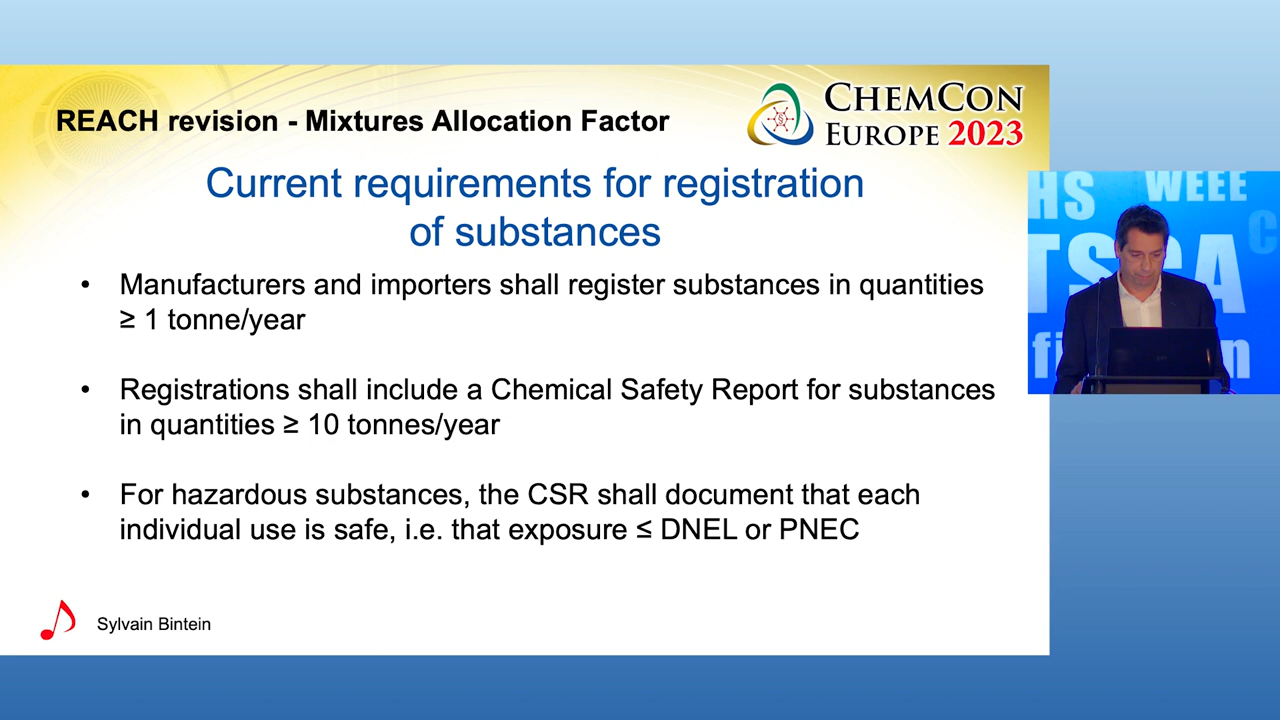 REACH revision - Mixtures Allocation Factor
CHEMCON
EUROPE 2023
Current requirements for registration
of substances
• Manufacturers and importers shall register substances in quantities
≥ 1 tonne/year
• Registrations shall include a Chemical Safety Report for substances
in quantities ≥ 10 tonnes/year
• For hazardous substances, the CSR shall document that each
individual use is safe, i.e. that exposure ≤ DNEL or PNEC
Sylvain Bintein
HS WEEE
TSCA